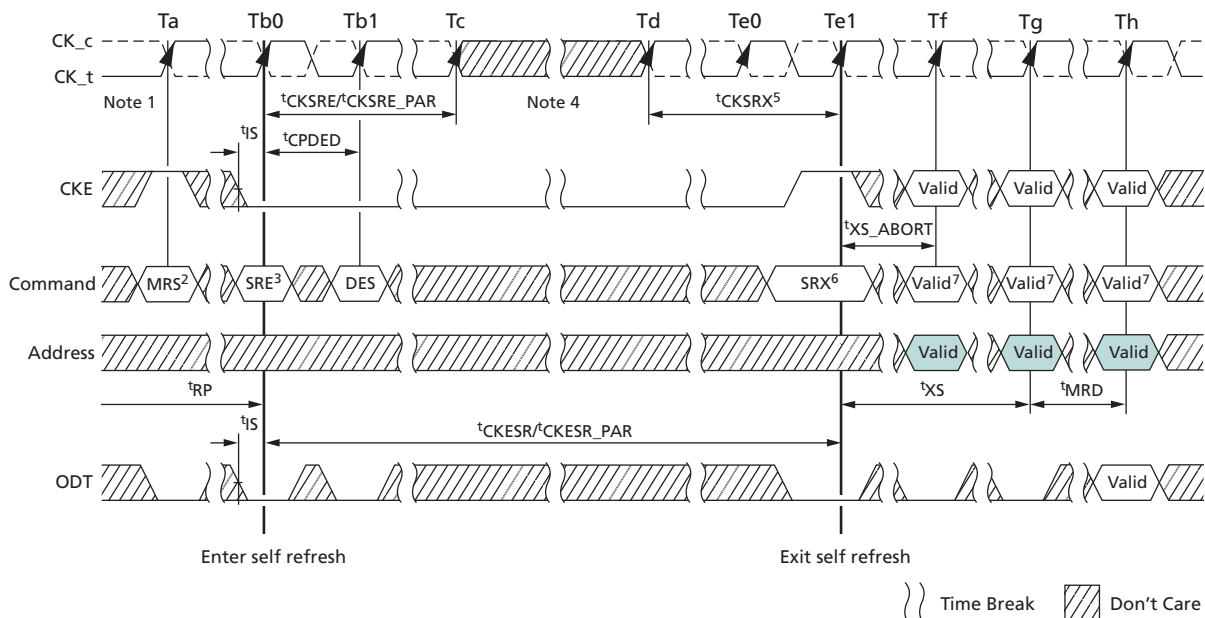 Ta Tb0 Tb1 Tc Td Te0 Te1 Tf Tg Th
CK_c
CK_t
Note 1 tCKSRE/tCKSRE_PAR Note 4 tCKSRX5
tIS tCPDED
CKE Valid Valid Valid
tXS_ABORT
Command MRS2 SRE3 DES SRX6 Valid7 Valid7 Valid7
Address Valid Valid Valid
tRP tXS tMRD
tIS tCKESR/tCKESR_PAR
ODT Valid
Enter self refresh Exit self refresh
Time Break Don't Care